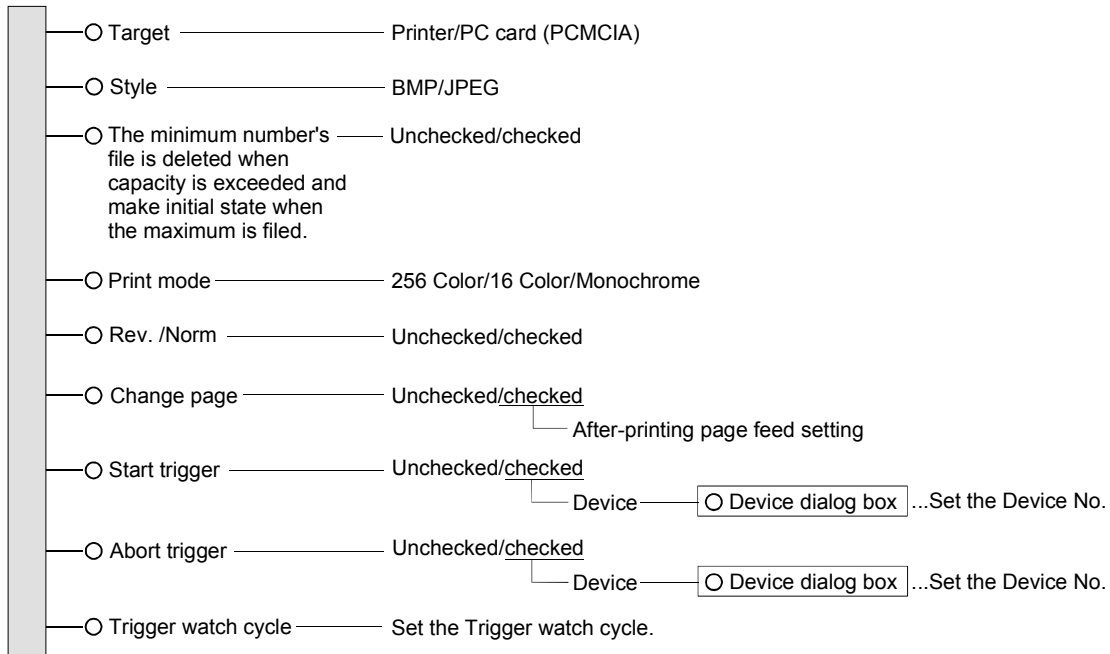 Target Printer/PC card (PCMCIA)
Style BMP/JPEG
The minimum number's Unchecked/checked
file is deleted when
capacity is exceeded and
make initial state when
the maximum is filed.
Print mode 256 Color/16 Color/Monochrome
Rev. /Norm Unchecked/checked
Change page Unchecked/checked
After-printing page feed setting
Start trigger Unchecked/checked
Device Device dialog box ...Set the Device No.
Abort trigger Unchecked/checked
Device Device dialog box ...Set the Device No.
Trigger watch cycle Set the Trigger watch cycle.